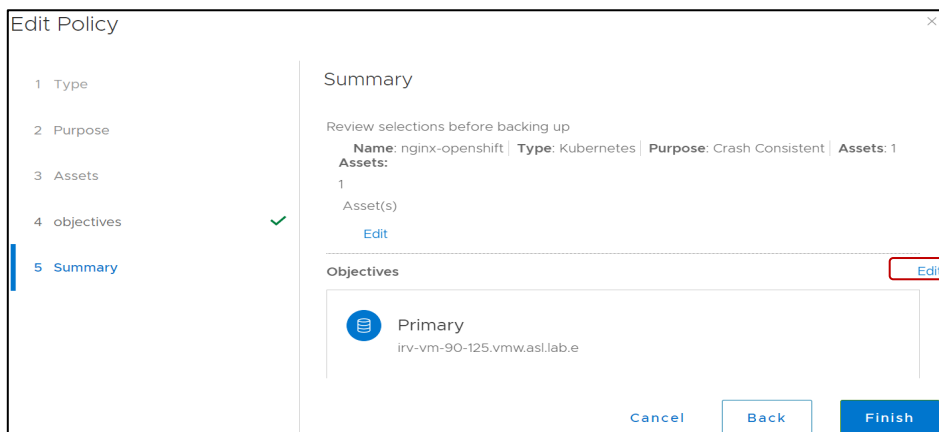 Edit Policy
1 Type
2 Purpose
3 Assets
4 objectives
5 Summary
Summary
Review selections before backing up
Name: nginx-openshift Type: Kubernetes Purpose: Crash Consistent Assets: 1
Assets:
1
Asset(s)
Edit
Objectives
Edit
Primary
irv-vm-90-125.vmw.asl.lab.e
Cancel
Back
Finish